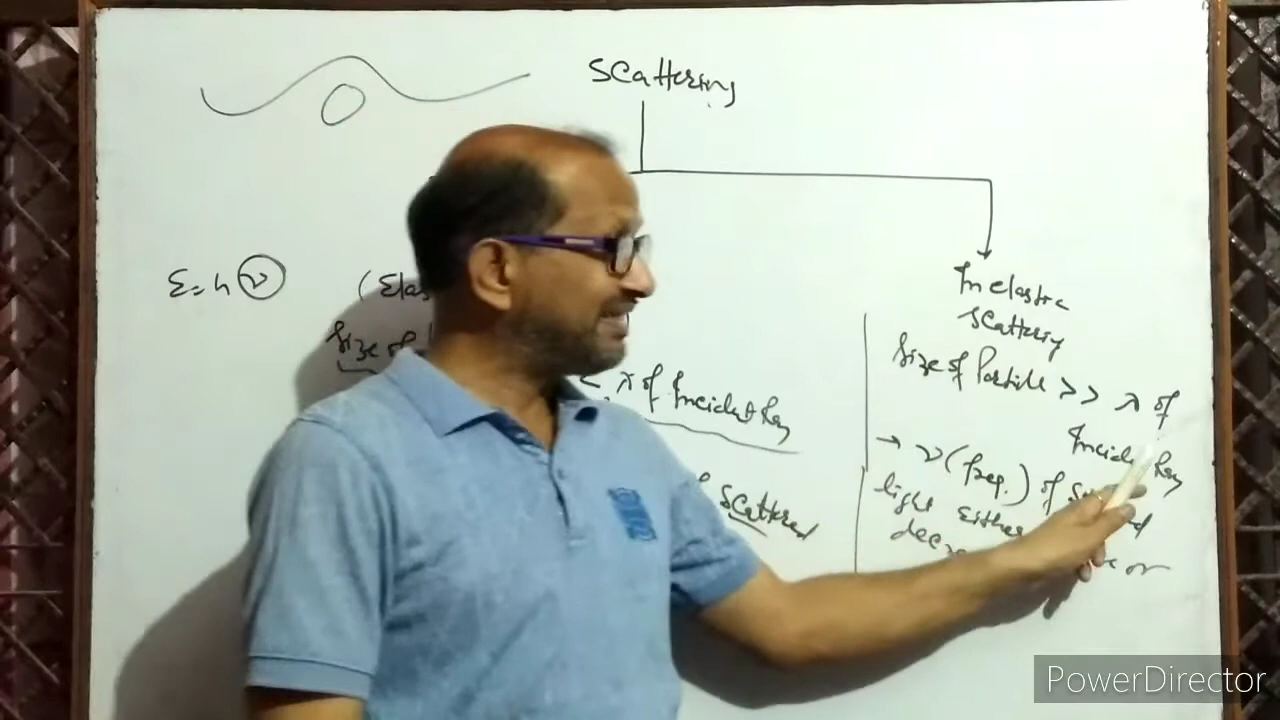 Scattering
E = h ν
(Elas
Size of
< λ of Incident Ray
Scattered
Inelastic
Scattering
Size of Particle >> λ of
Incident Ray
→ ν (freq.) of
light either
or
PowerDirector